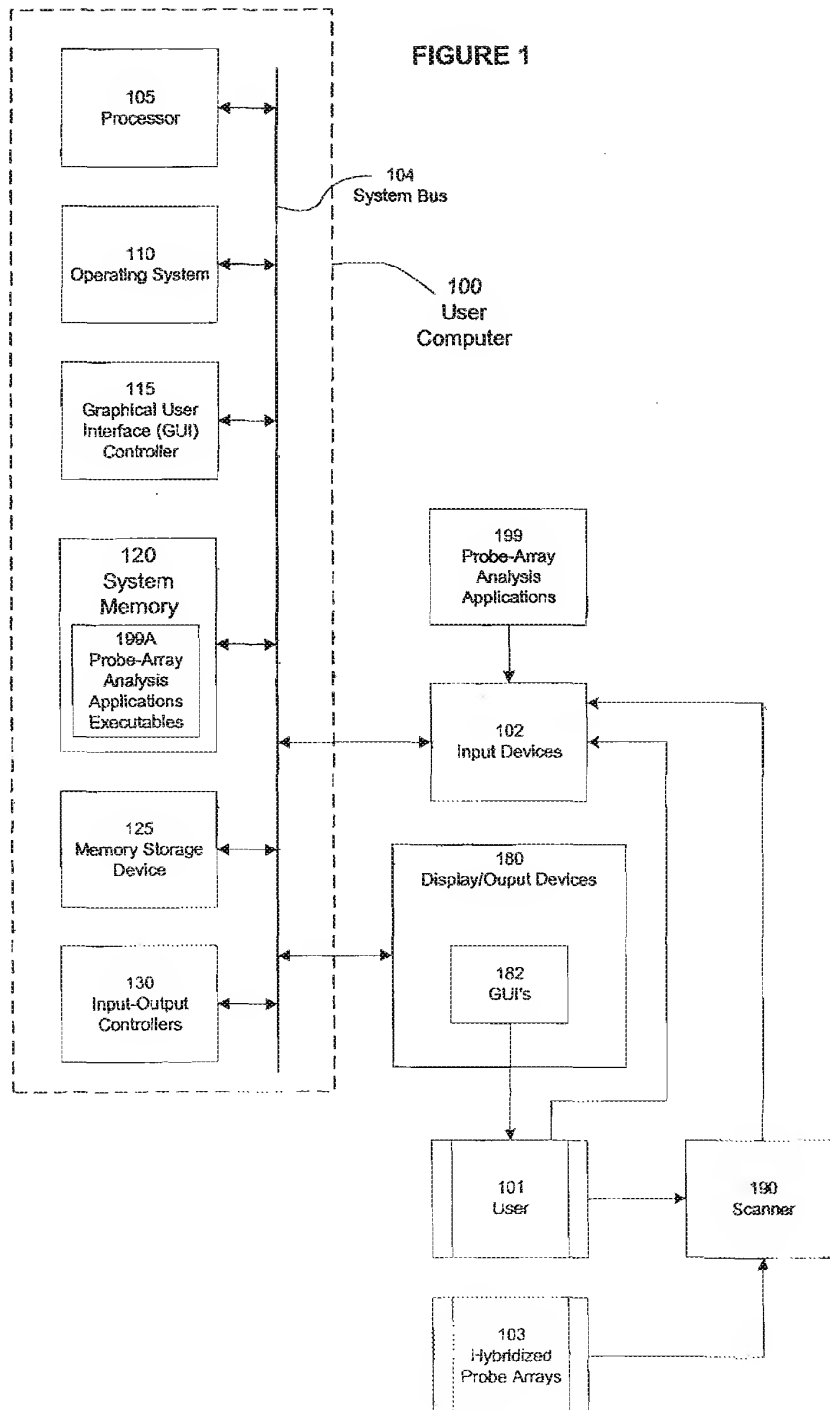 FIGURE 1
105
Processor
104
System Bus
110
Operating System
100
User
Computer
115
Graphical User
Interface (GUI)
Controller
120
System
Memory
199A
Probe-Array
Analysis
Applications
Executables
199
Probe-Array
Analysis
Applications
102
Input Devices
125
Memory Storage
Device
180
Display/Ouput Devices
182
GUI's
130
Input-Output
Controllers
101
User
190
Scanner
103
Hybridized
Probe Arrays